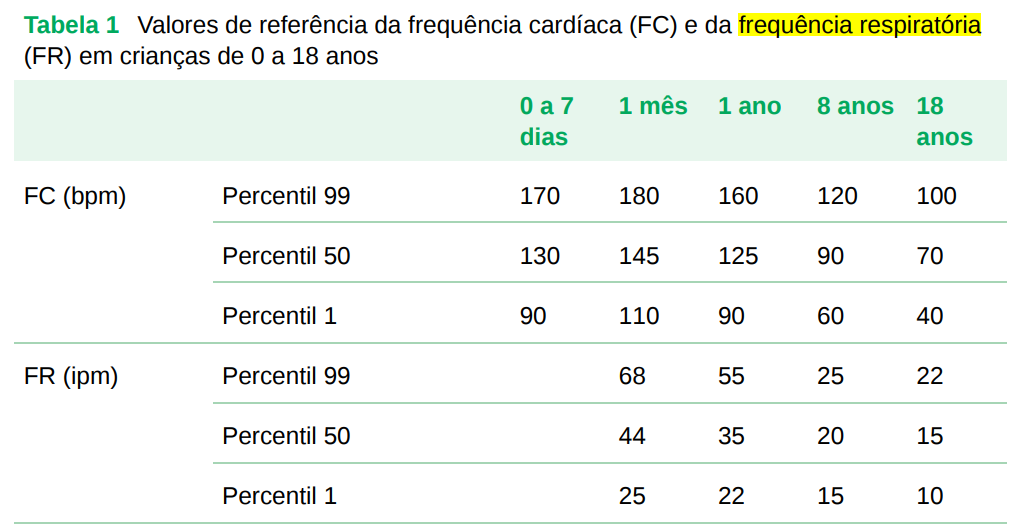 Tabela 1 Valores de referência da frequência cardíaca (FC) e da frequência respiratória
(FR) em crianças de 0 a 18 anos
0 a 7 dias 1 mês 1 ano 8 anos 18 anos
FC (bpm) Percentil 99 170 180 160 120 100
Percentil 50 130 145 125 90 70
Percentil 1 90 110 90 60 40
FR (ipm) Percentil 99 68 55 25 22
Percentil 50 44 35 20 15
Percentil 1 25 22 15 10